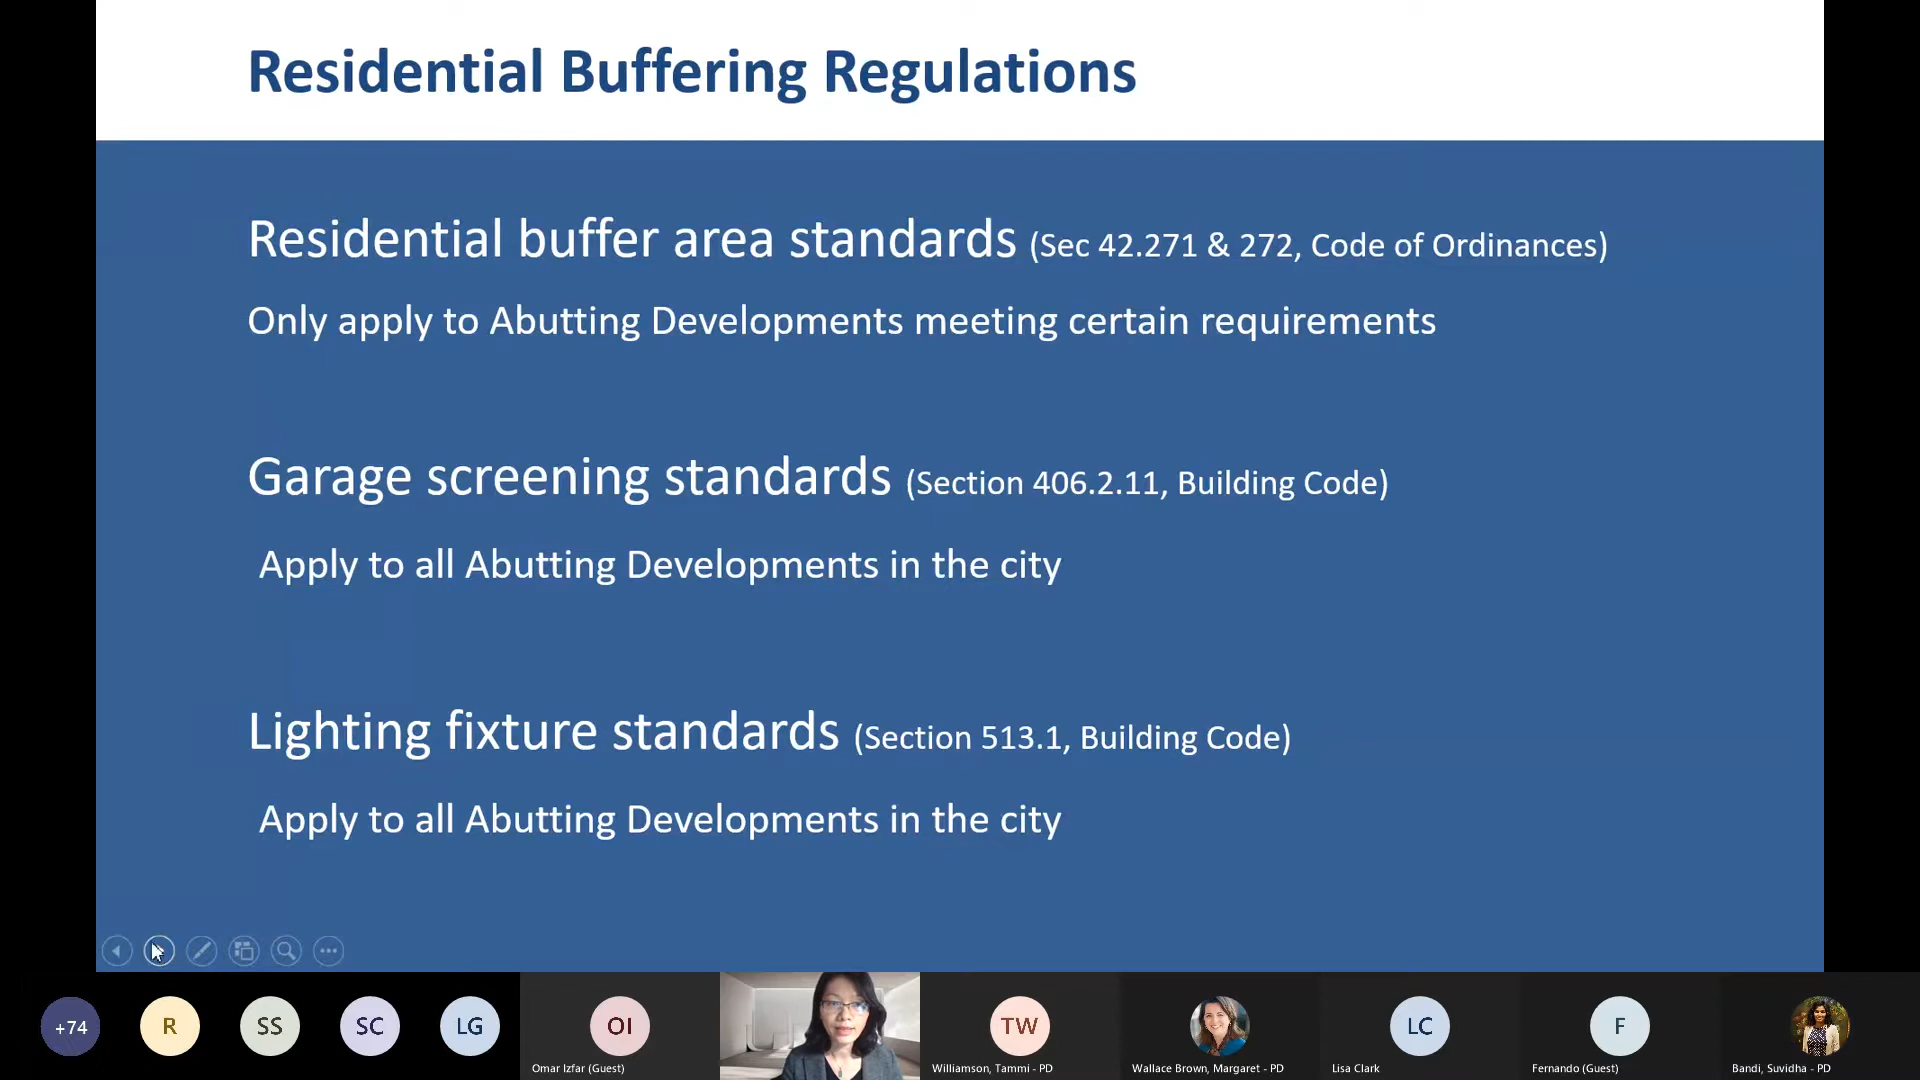 Residential Buffering Regulations
Residential buffer area standards (Sec 42.271 & 272, Code of Ordinances)
Only apply to Abutting Developments meeting certain requirements
Garage screening standards (Section 406.2.11, Building Code)
Apply to all Abutting Developments in the city
Lighting fixture standards (Section 513.1, Building Code)
Apply to all Abutting Developments in the city
+74
R
SS
SC
LG
OI
TW
LC
F
Omar Izfar (Guest)
Williamson, Tammi - PD
Wallace Brown, Margaret - PD
Lisa Clark
Fernando (Guest)
Bandi, Suvidha - PD